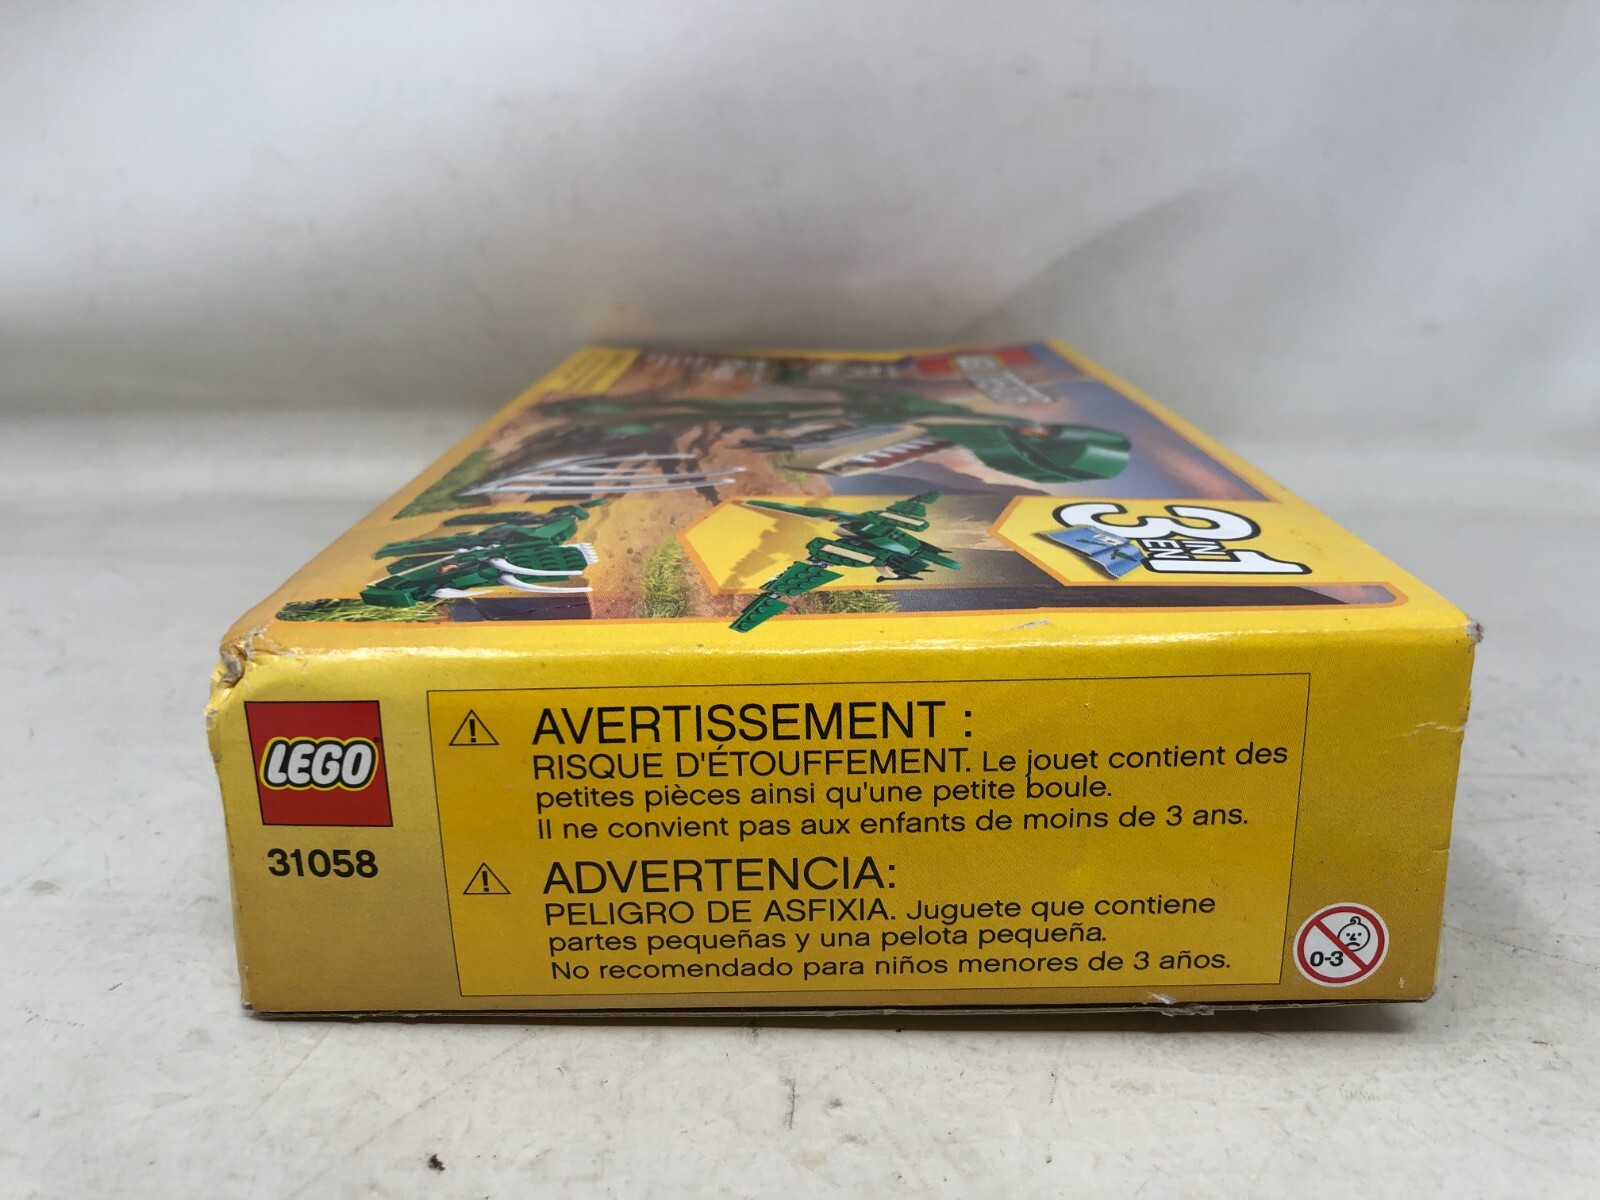 3 IN 1
EN
LEGO
31058
AVERTISSEMENT :
RISQUE D'ÉTOUFFEMENT. Le jouet contient des
petites pièces ainsi qu'une petite boule.
Il ne convient pas aux enfants de moins de 3 ans.
ADVERTENCIA:
PELIGRO DE ASFIXIA. Juguete que contiene
partes pequeñas y una pelota pequeña.
No recomendado para niños menores de 3 años.
0-3